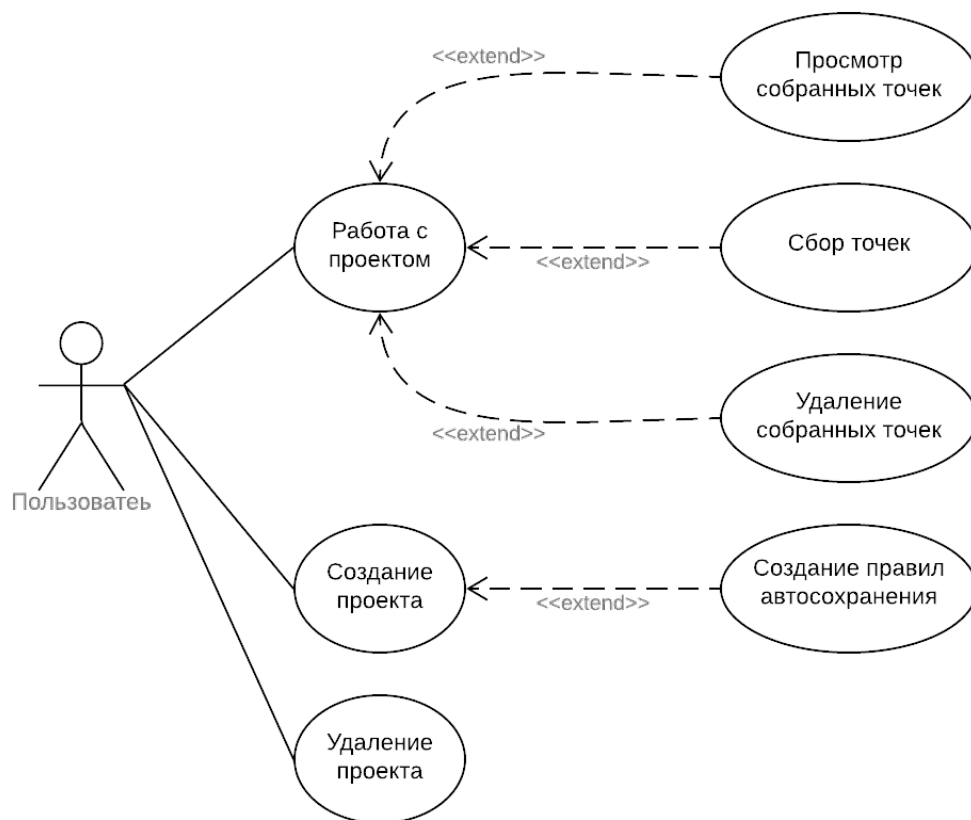 <<extend>>
Просмотр
собранных точек
Работа с
проектом
<<extend>>
Сбор точек
<<extend>>
Удаление
собранных точек
Пользоватеь
Создание
проекта
<<extend>>
Создание правил
автосохранения
Удаление
проекта